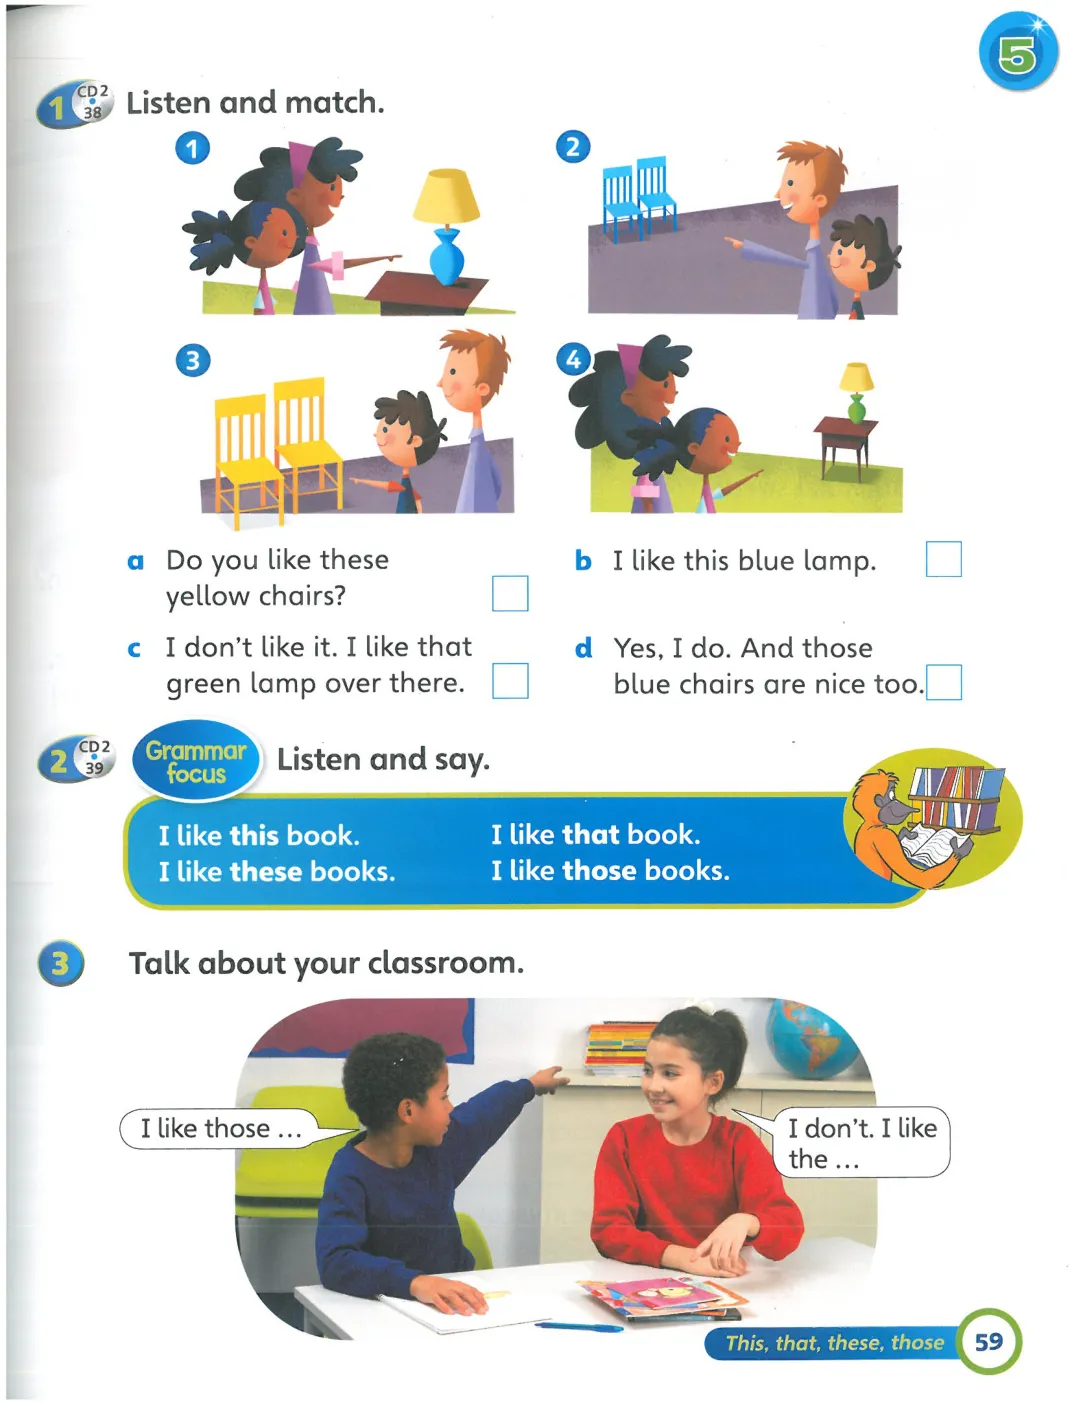 5
1 CD2 38 Listen and match.
1
2
3
4
a Do you like these
yellow chairs?
b I like this blue lamp.
c I don't like it. I like that
green lamp over there.
d Yes, I do. And those
blue chairs are nice too.
2 CD2 39 Grammar focus Listen and say.
I like this book.
I like these books.
I like that book.
I like those books.
3 Talk about your classroom.
I like those ...
I don't. I like
the ...
This, that, these, those 59